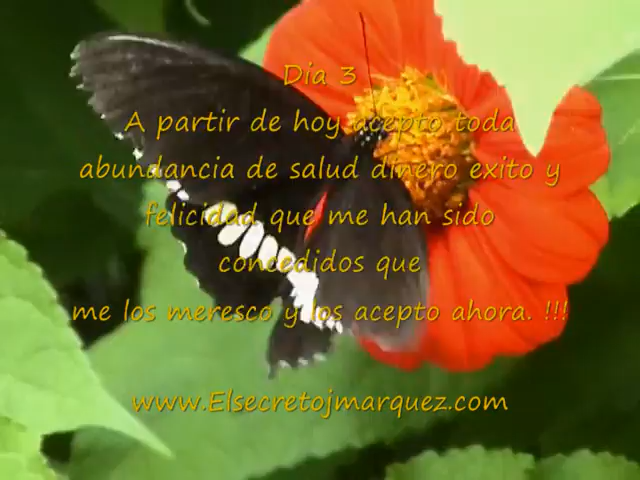 Dia 3
A partir de hoy acepto toda
abundancia de salud dinero exito y
felicidad que me han sido
concedidos que
me los meresco y los acepto ahora. !!!
www.Elsecretojmarquez.com